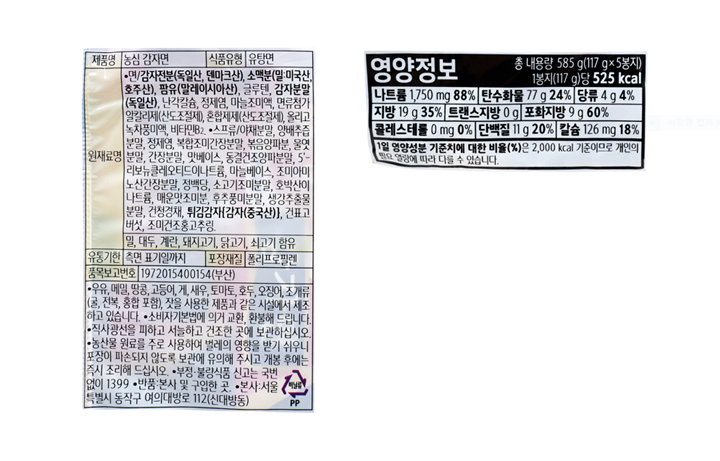 제품명 농심 감자면 식품유형 유탕면
원재료명
•면/감자전분(독일산, 덴마크산), 소맥분(밀:미국산,
호주산), 팜유(말레이시아산), 글루텐, 감자분말
(독일산), 난각칼슘, 정제염, 마늘조미액, 면류첨가
알칼리제(산도조절제), 혼합제제(산도조절제), 올리고
녹차풍미액, 비타민B2. •스프류/야채분말, 양배추즙
분말, 정제염, 복합조미간장분말, 볶음양파분, 물엿
분말, 간장분말, 맛베이스, 동결건조양파분말, 5'-
리보뉴클레오티드이나트륨, 마늘베이스, 조미아미
노산간장분말, 정백당, 소고기조미분말, 호박산이
나트륨, 매운맛조미분, 후추풍미분말, 생강추출물
분말, 건청경채, 튀김감자{감자(중국산)}, 건표고
버섯, 조미건조홍고추링.
밀, 대두, 계란, 돼지고기, 닭고기, 쇠고기 함유
유통기한 측면 표기일까지 포장재질 폴리프로필렌
품목보고번호 1972015400154(부산)
•우유, 메밀, 땅콩, 고등어, 게, 새우, 토마토, 호두, 오징어, 조개류
(굴, 전복, 홍합 포함), 잣을 사용한 제품과 같은 시설에서 제조
하고 있습니다. •소비자기본법에 의거 교환, 환불해 드립니다.
•직사광선을 피하고 서늘하고 건조한 곳에 보관하십시오.
•농산물 원료를 주로 사용하여 벌레의 영향을 받기 쉬우니
포장이 파손되지 않도록 보관에 유의해 주시고 개봉 후에는
즉시 조리해 드십시오. •부정·불량식품 신고는 국번
없이 1399 •반품:본사 및 구입한 곳. •본사:서울
특별시 동작구 여의대방로 112(신대방동)
비닐류
PP
영양정보 총 내용량 585 g(117 g×5봉지)
1봉지(117 g)당 525 kcal
나트륨 1,750 mg 88% 탄수화물 77 g 24% 당류 4 g 4%
지방 19 g 35% 트랜스지방 0 g 포화지방 9 g 60%
콜레스테롤 0 mg 0% 단백질 11 g 20% 칼슘 126 mg 18%
1일 영양성분 기준치에 대한 비율(%)은 2,000 kcal 기준이므로 개인의
필요 열량에 따라 다를 수 있습니다.